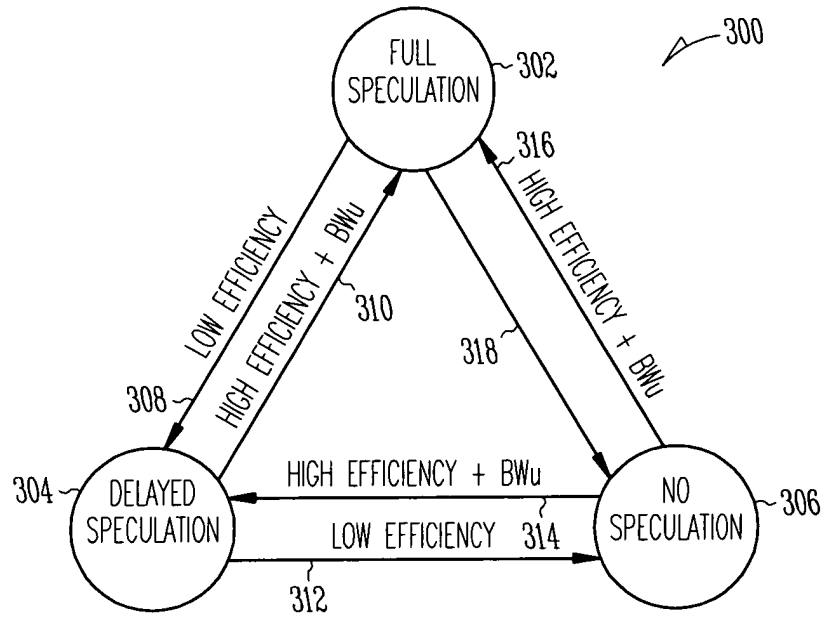 FULL
SPECULATION
302
300
316
HIGH EFFICIENCY + BWu
LOW EFFICIENCY
HIGH EFFICIENCY + BWu
310
318
308
304
DELAYED
SPECULATION
HIGH EFFICIENCY + BWu
314
LOW EFFICIENCY
312
NO
SPECULATION
306